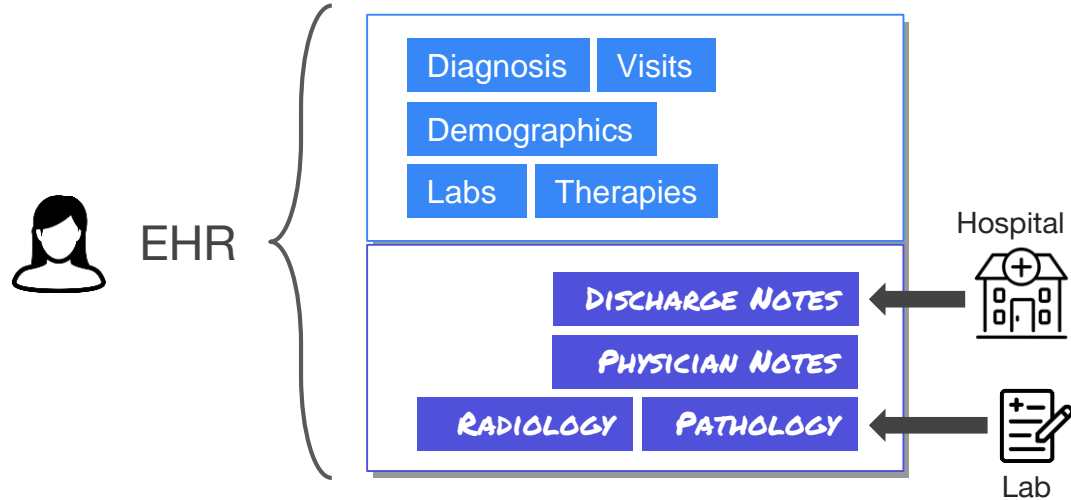 Diagnosis Visits
Demographics
Labs Therapies
EHR
Hospital
DISCHARGE NOTES
PHYSICIAN NOTES
RADIOLOGY PATHOLOGY
Lab